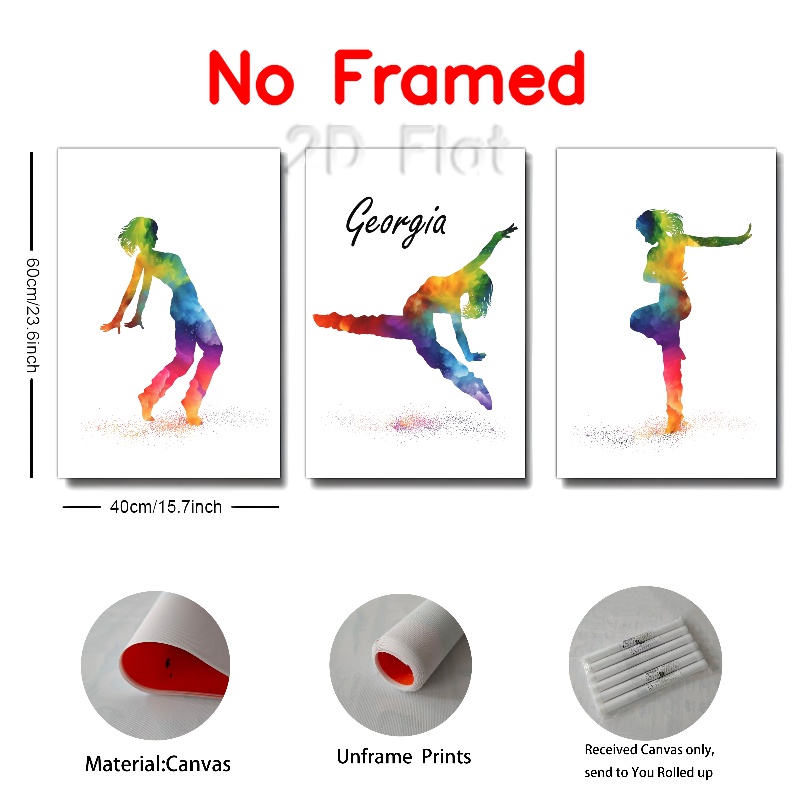 No Framed
2D Flat
Georgia
60cm/23.6inch
40cm/15.7inch
Material:Canvas
Unframe Prints
Received Canvas only,
send to You Rolled up